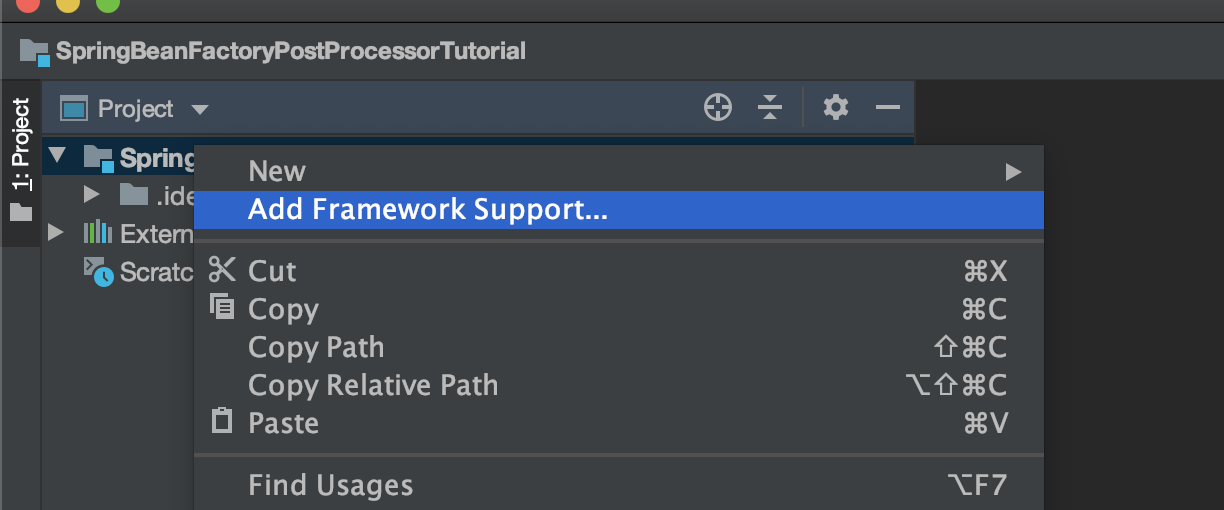 SpringBeanFactoryPostProcessorTutorial
1: Project
Project
Spring
.ide
Extern
Scratc
New
Add Framework Support...
Cut ⌘X
Copy ⌘C
Copy Path ⇧⌘C
Copy Relative Path ⌥⇧⌘C
Paste ⌘V
Find Usages ⌥F7